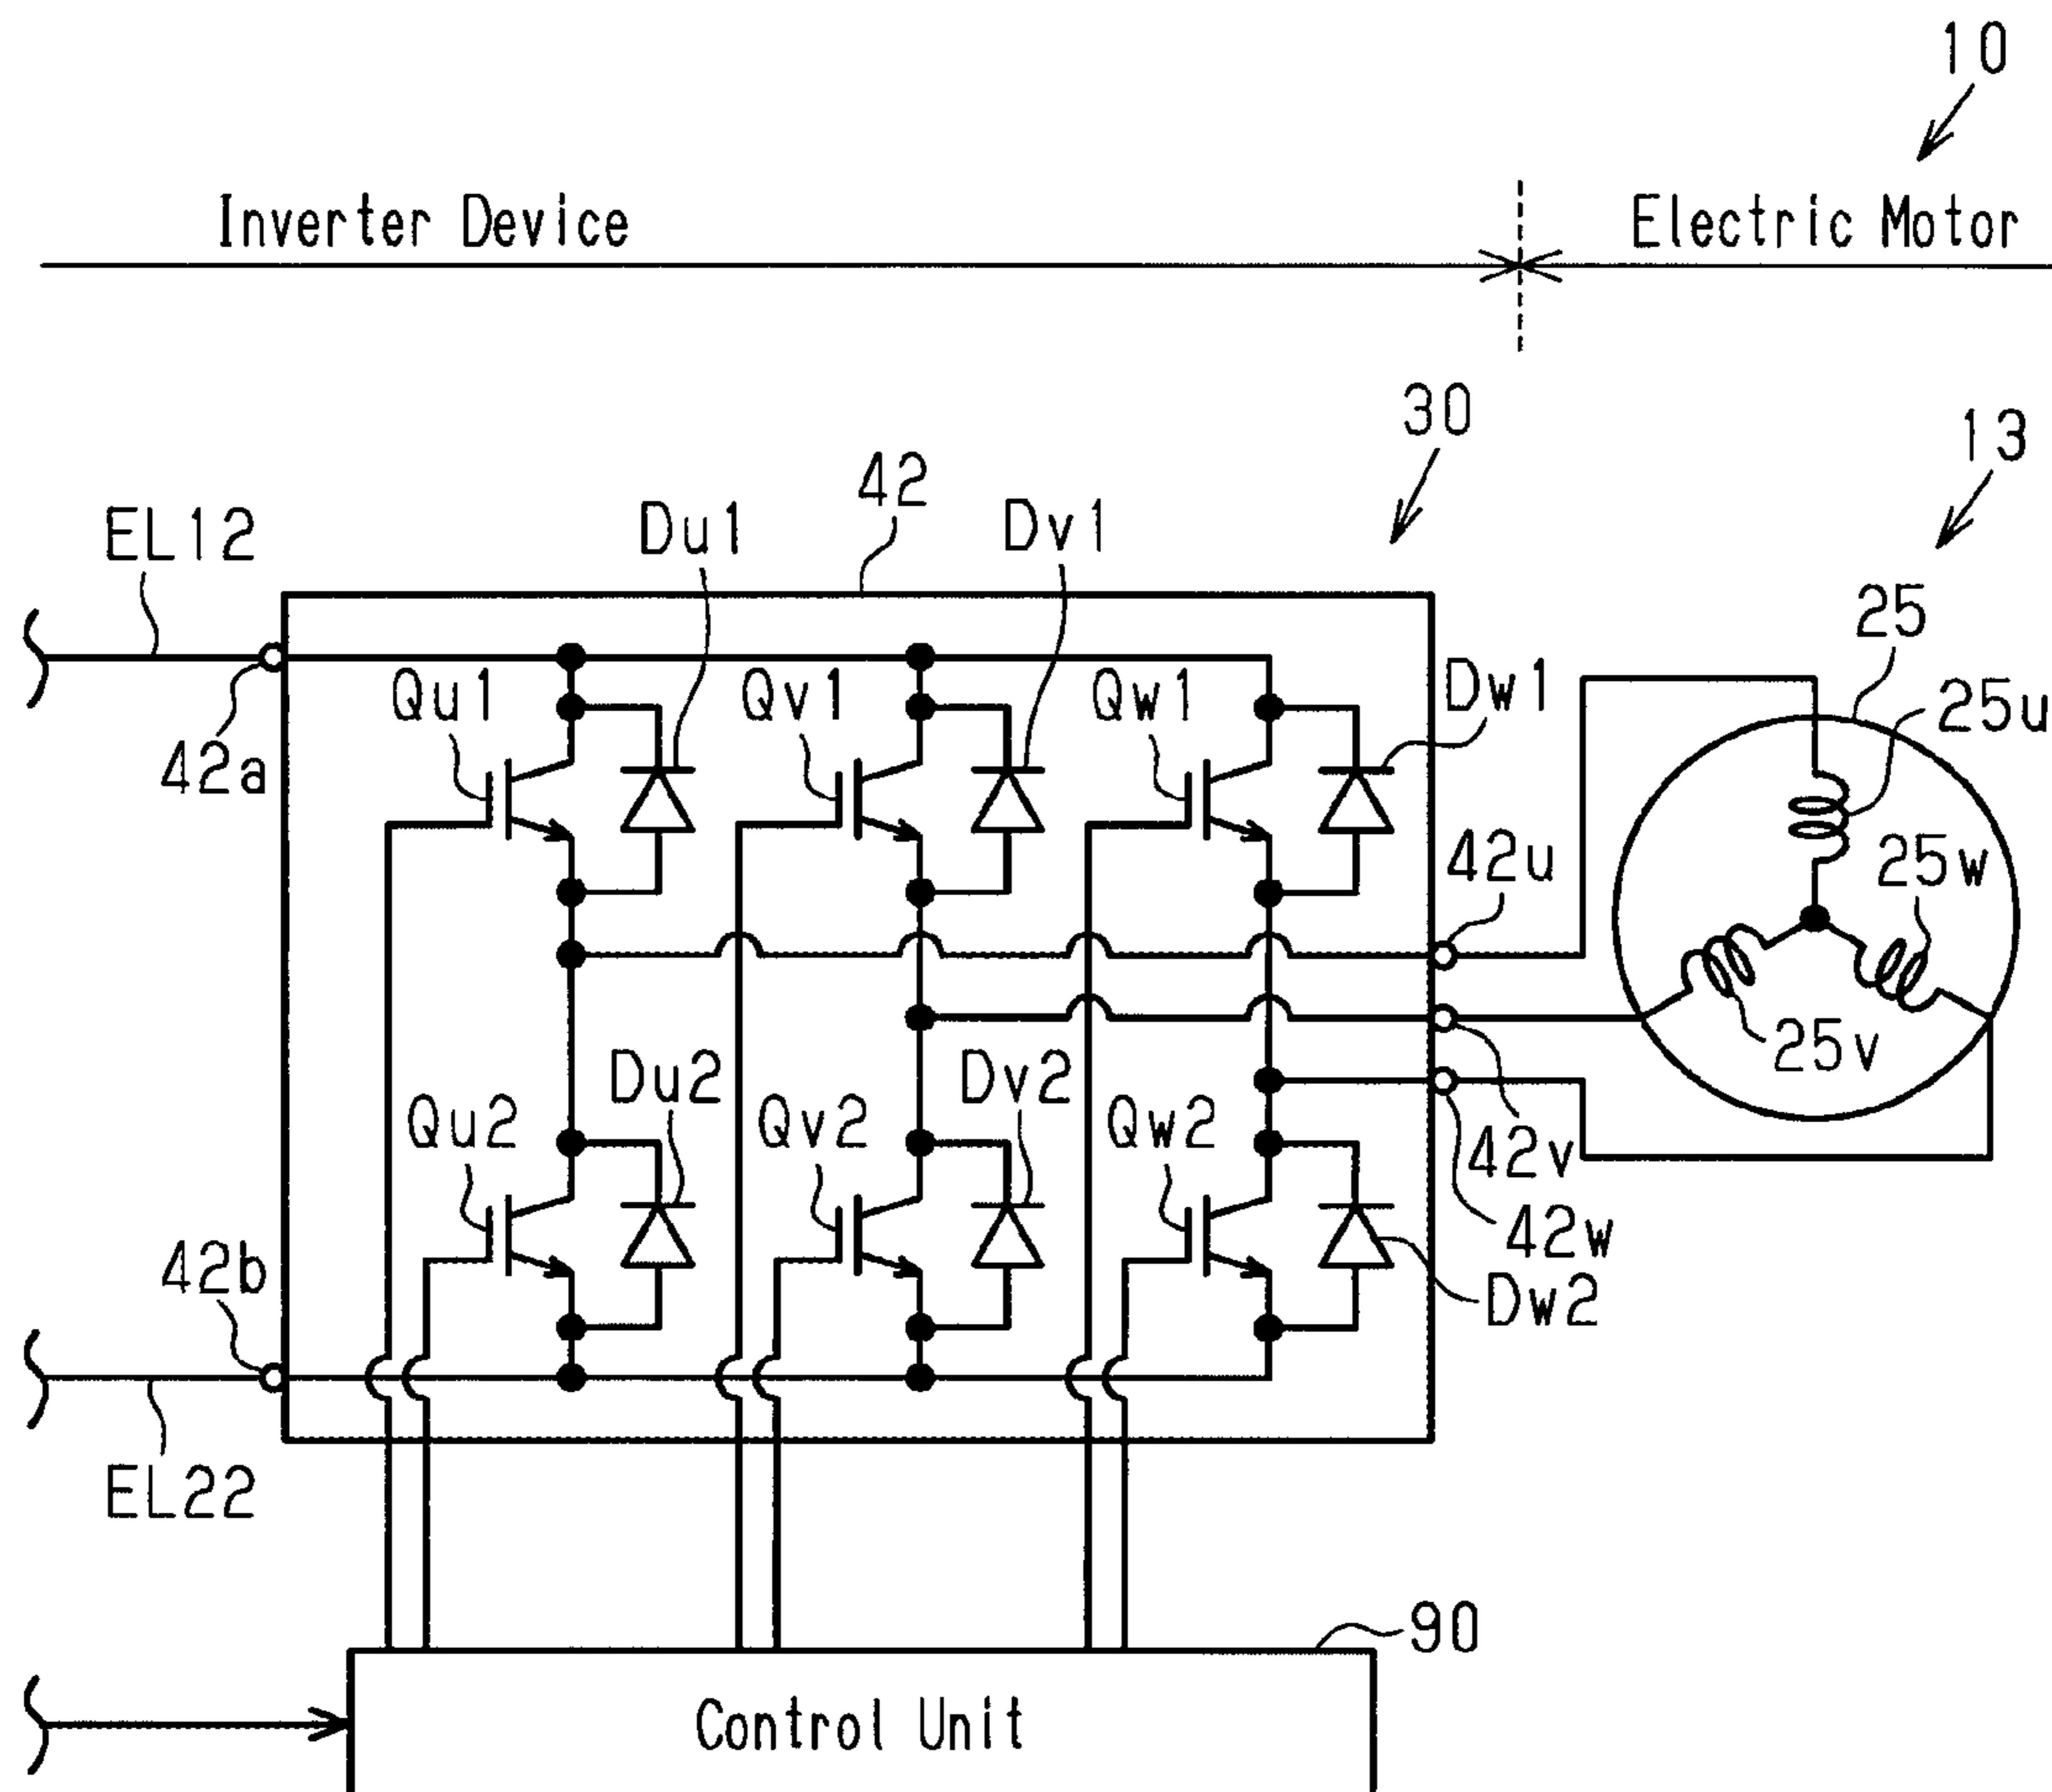 10
Inverter Device
Electric Motor
30
13
42
EL12
Du1
Dv1
25
Qu1
Qv1
Qw1
Dw1
25u
42a
42u
25w
25v
Du2
Dv2
Qu2
Qv2
Qw2
42v
42w
42b
Dw2
EL22
90
Control Unit